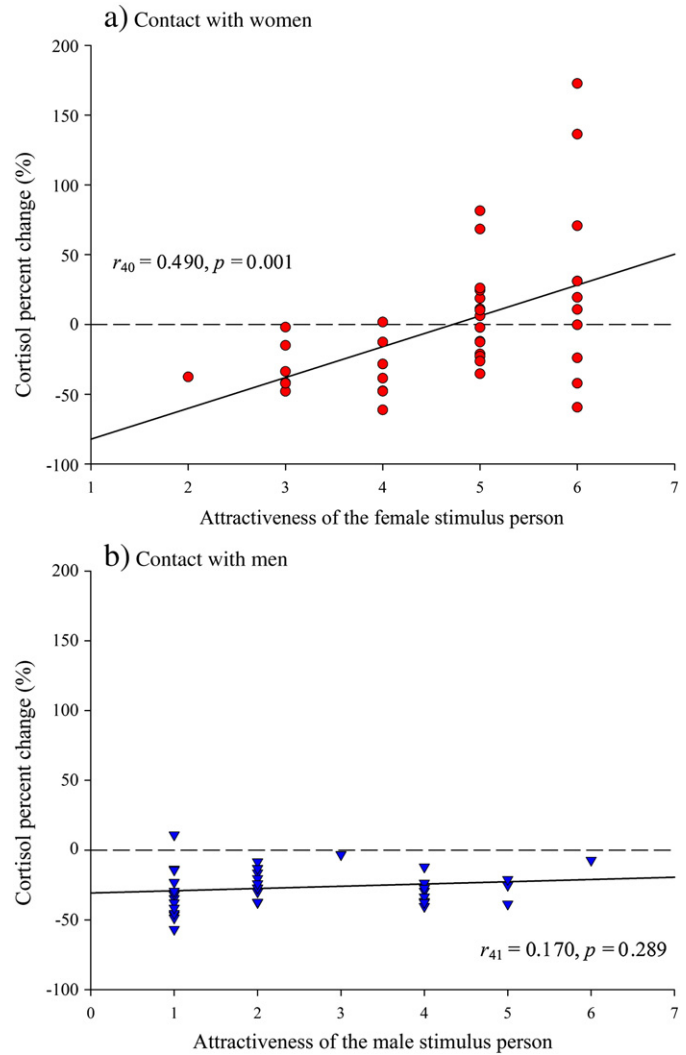 a) Contact with women
200
150
100
50
0
-50
-100
Cortisol percent change (%)
r40 = 0.490, p = 0.001
1 2 3 4 5 6 7
Attractiveness of the female stimulus person
b) Contact with men
200
150
100
50
0
-50
-100
Cortisol percent change (%)
r41 = 0.170, p = 0.289
0 1 2 3 4 5 6 7
Attractiveness of the male stimulus person